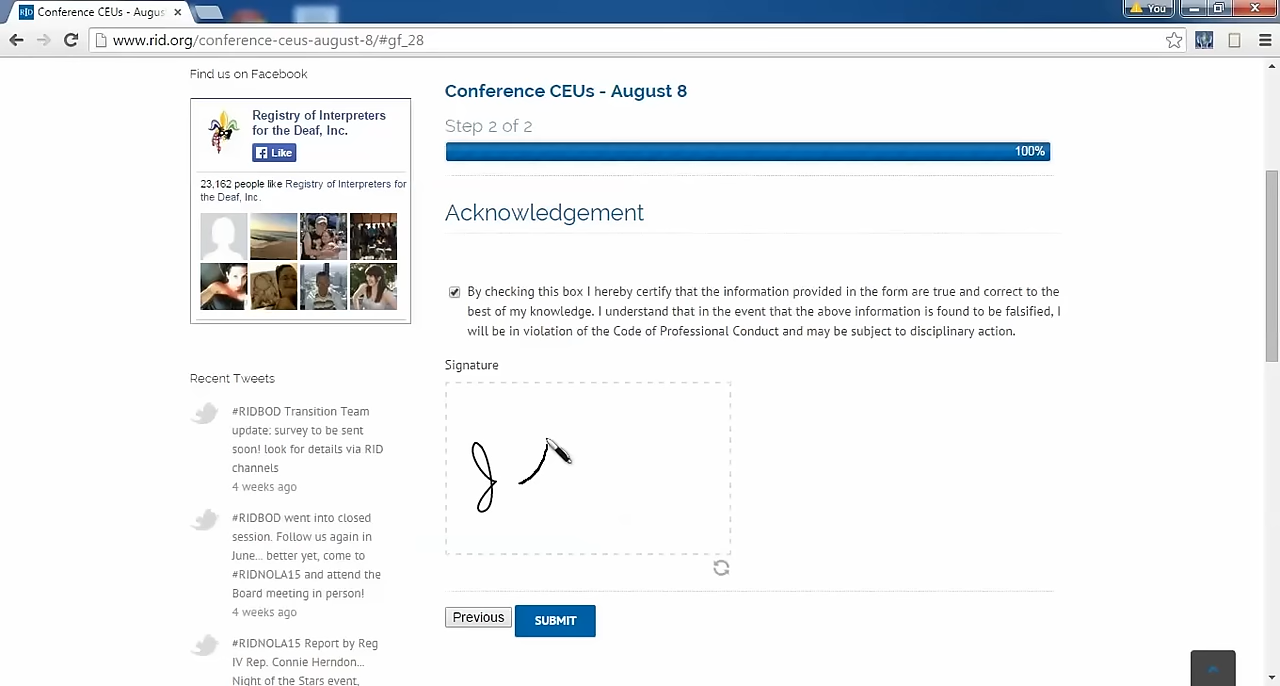 Conference CEUs - Augus
You
www.rid.org/conference-ceus-august-8/#gf_28
Find us on Facebook
Registry of Interpreters
for the Deaf, Inc.
Like
23,162 people like Registry of Interpreters for
the Deaf, Inc.
Recent Tweets
#RIDBOD Transition Team
update: survey to be sent
soon! look for details via RID
channels
4 weeks ago
#RIDBOD went into closed
session. Follow us again in
June... better yet, come to
#RIDNOLA15 and attend the
Board meeting in person!
4 weeks ago
#RIDNOLA15 Report by Reg
IV Rep. Connie Herndon...
Night of the Stars event,
Conference CEUs - August 8
Step 2 of 2
100%
Acknowledgement
By checking this box I hereby certify that the information provided in the form are true and correct to the
best of my knowledge. I understand that in the event that the above information is found to be falsified, I
will be in violation of the Code of Professional Conduct and may be subject to disciplinary action.
Signature
Previous
SUBMIT